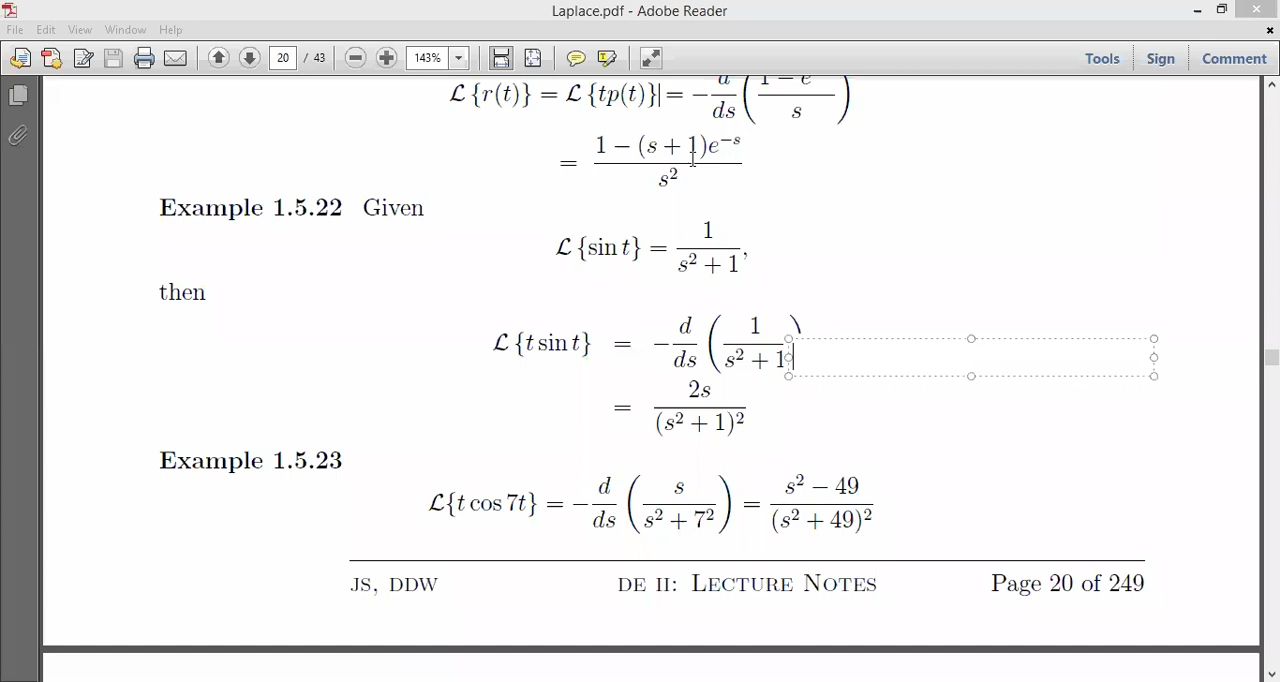 Laplace.pdf - Adobe Reader
File Edit View Window Help
20 / 43 143% Tools Sign Comment
ℒ{r(t)} = ℒ{tp(t)} = −d/ds (1 − e / s)
= 1 − (s + 1)e^{−s} / s²
Example 1.5.22 Given
ℒ{sin t} = 1 / (s² + 1),
then
ℒ{t sin t} = −d/ds (1 / (s² + 1))
= 2s / (s² + 1)²
Example 1.5.23
ℒ{t cos 7t} = −d/ds (s / (s² + 7²)) = (s² − 49) / (s² + 49)²
JS, DDW DE II: LECTURE NOTES Page 20 of 249